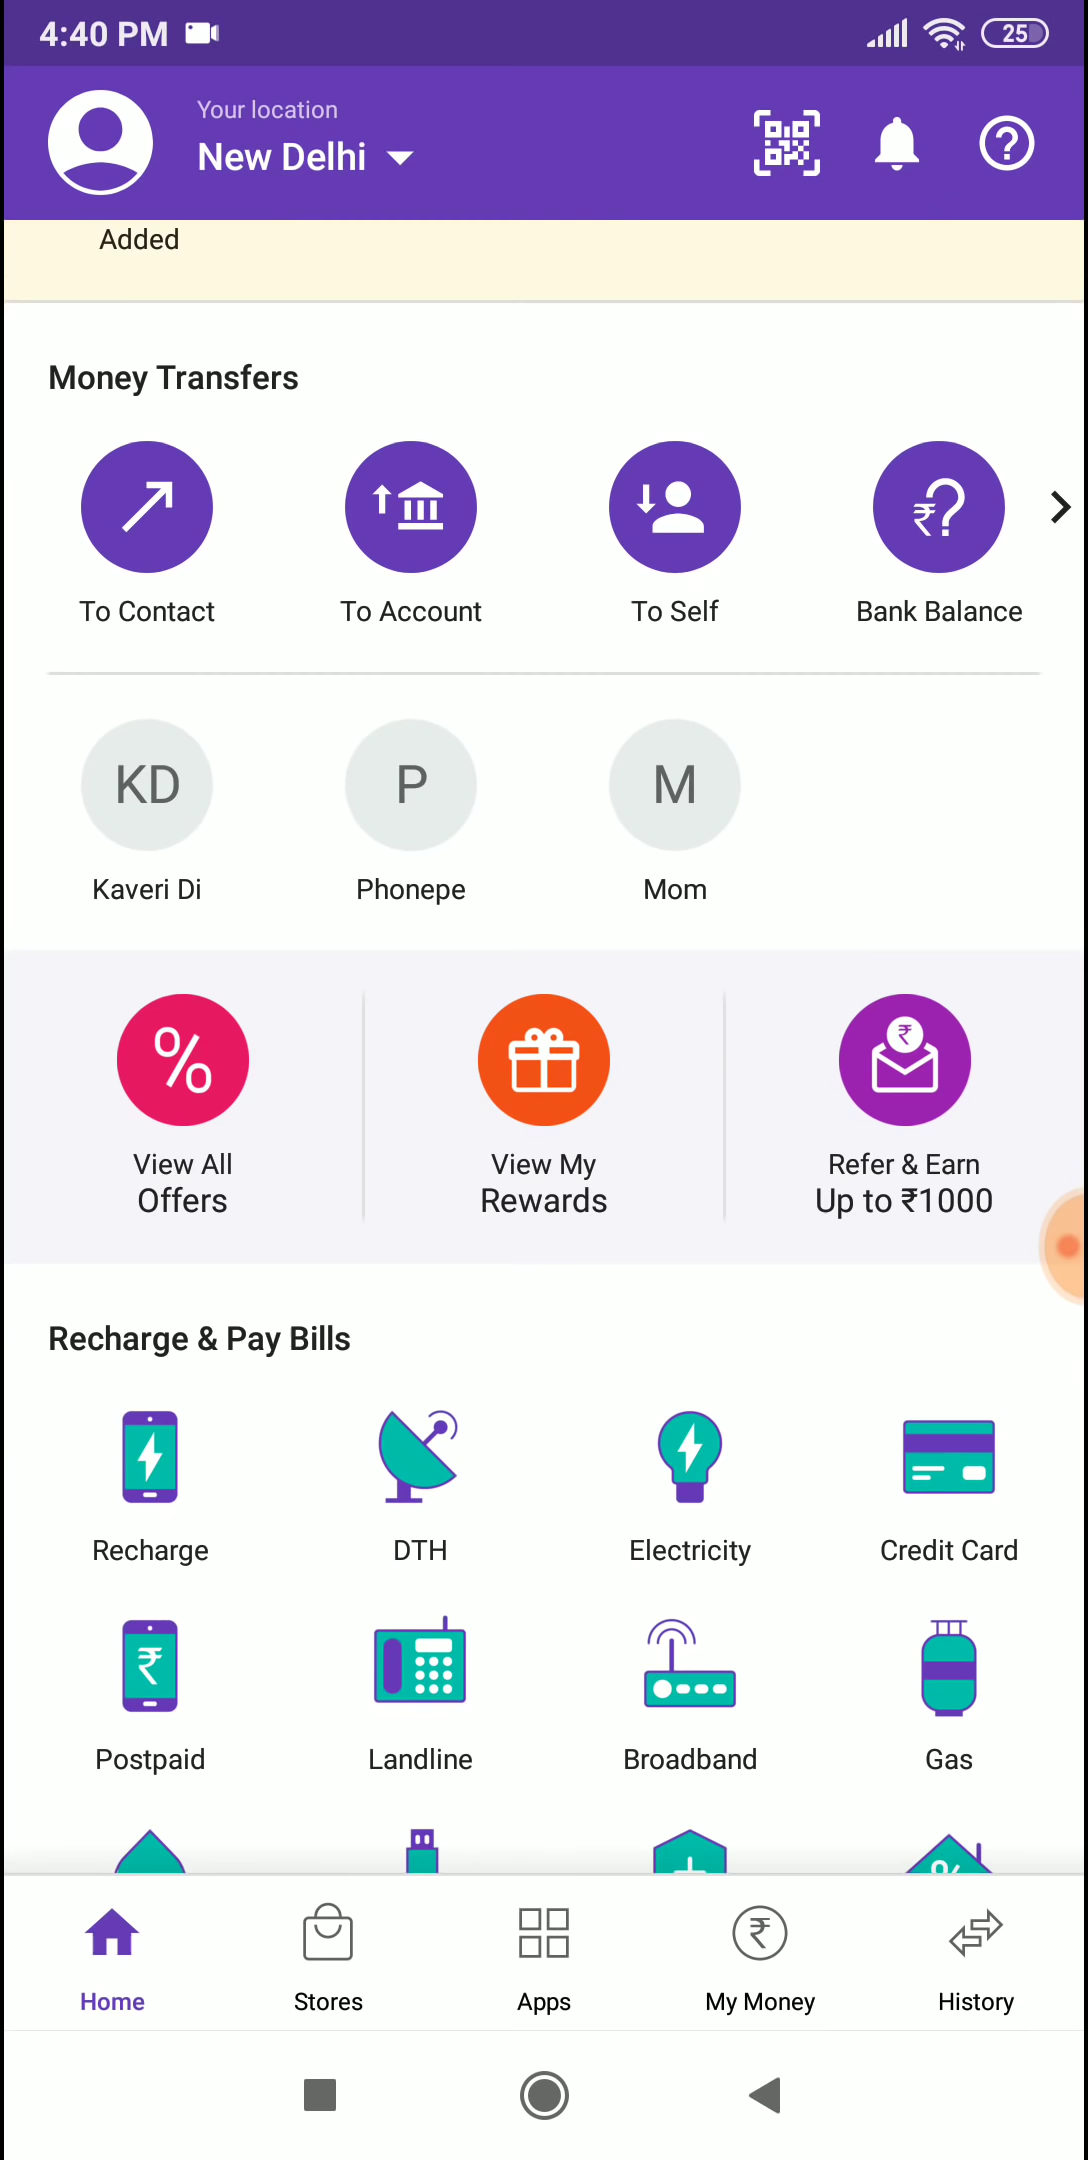 4:40 PM
25
Your location
New Delhi
Added
Money Transfers
To Contact
To Account
To Self
₹?
Bank Balance
KD
P
M
Kaveri Di
Phonepe
Mom
%
₹
View All
Offers
View My
Rewards
Refer & Earn
Up to ₹1000
Recharge & Pay Bills
Recharge
DTH
Electricity
Credit Card
₹
Postpaid
Landline
Broadband
Gas
%
₹
Home
Stores
Apps
My Money
History